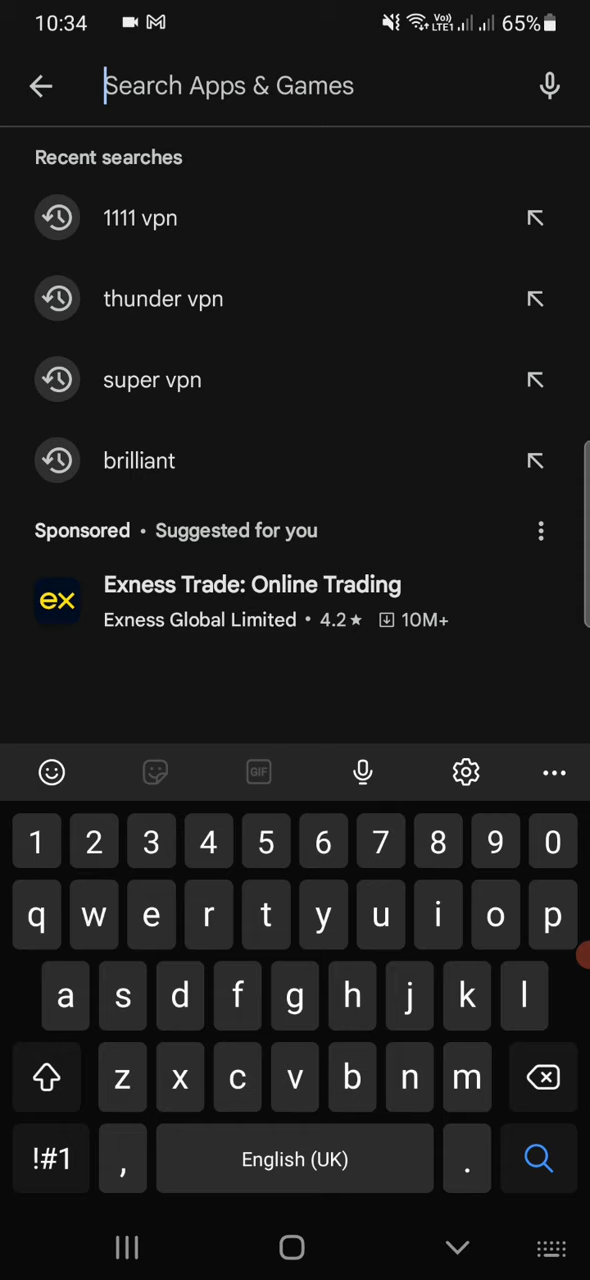 10:34 Vo)) LTE1 65%
Search Apps & Games
Recent searches
1111 vpn
thunder vpn
super vpn
brilliant
Sponsored • Suggested for you
ex Exness Trade: Online Trading
Exness Global Limited • 4.2★ 10M+
GIF
1 2 3 4 5 6 7 8 9 0
q w e r t y u i o p
a s d f g h j k l
z x c v b n m
!#1 , English (UK) .